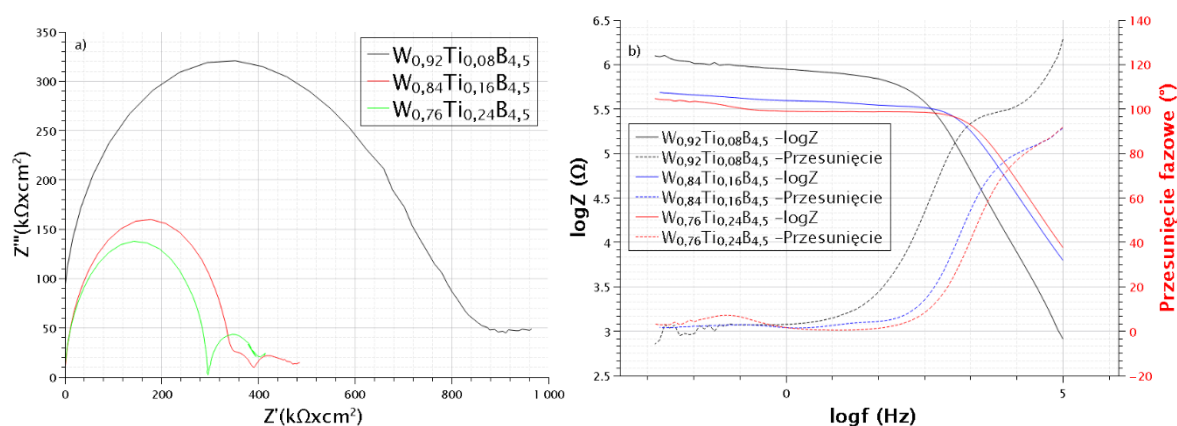 a)
W0,92Ti0,08B4,5
W0,84Ti0,16B4,5
W0,76Ti0,24B4,5
350
300
250
200
150
100
50
0
0 200 400 600 800 1 000
Z'''(kΩxcm²)
Z'(kΩxcm²)
b)
6.5
6
5.5
5
4.5
4
3.5
3
2.5
logZ (Ω)
W0,92Ti0,08B4,5 –logZ
W0,92Ti0,08B4,5 –Przesunięcie
W0,84Ti0,16B4,5 –logZ
W0,84Ti0,16B4,5 –Przesunięcie
W0,76Ti0,24B4,5 –logZ
W0,76Ti0,24B4,5 –Przesunięcie
0 5
logf (Hz)
140
120
100
80
60
40
20
0
-20
Przesunięcie fazowe (°)